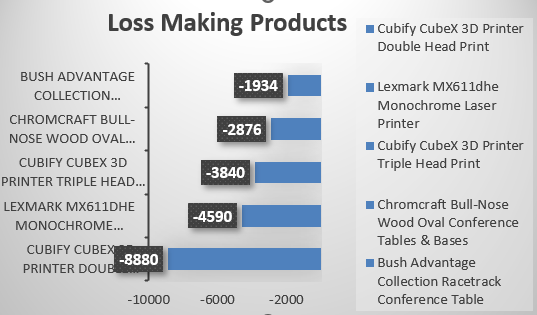 Loss Making Products
BUSH ADVANTAGE
COLLECTION...
CHROMCRAFT BULL-
NOSE WOOD OVAL...
CUBIFY CUBEX 3D
PRINTER TRIPLE HEAD...
LEXMARK MX611DHE
MONOCHROME...
CUBIFY CUBEX
PRINTER
-1934
-2876
-3840
-4590
-8880
-10000 -6000 -2000
Cubify CubeX 3D Printer
Double Head Print
Lexmark MX611dhe
Monochrome Laser
Printer
Cubify CubeX 3D Printer
Triple Head Print
Chromcraft Bull-Nose
Wood Oval Conference
Tables & Bases
Bush Advantage
Collection Racetrack
Conference Table